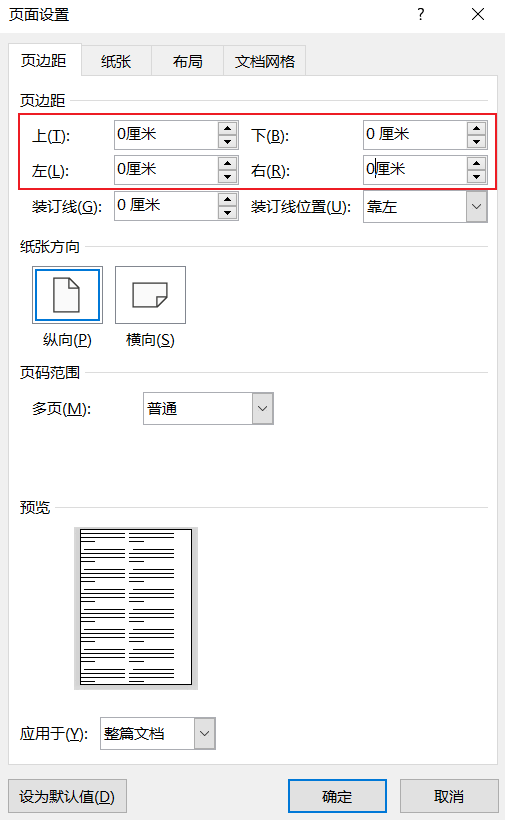 页面设置 ?
页边距 纸张 布局 文档网格
页边距
上(T): 0厘米 下(B): 0 厘米
左(L): 0厘米 右(R): 0厘米
装订线(G): 0 厘米 装订线位置(U): 靠左
纸张方向
纵向(P) 横向(S)
页码范围
多页(M): 普通
预览
应用于(Y): 整篇文档
设为默认值(D) 确定 取消